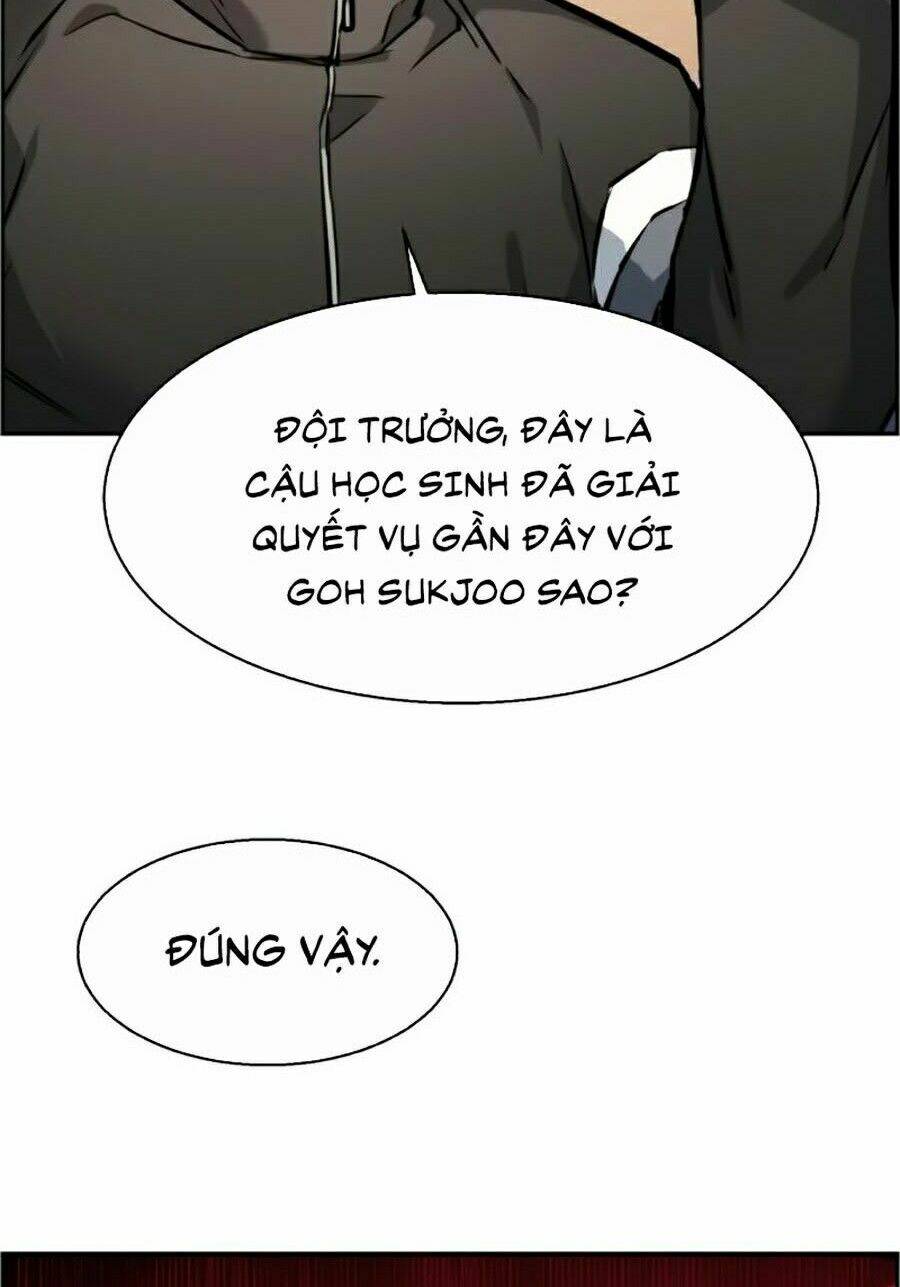 ĐỘI TRƯỞNG, ĐÂY LÀ
CẬU HỌC SINH ĐÃ GIẢI
QUYẾT VỤ GẦN ĐÂY VỚI
GOH SUKJOO SAO?
ĐÚNG VẬY.